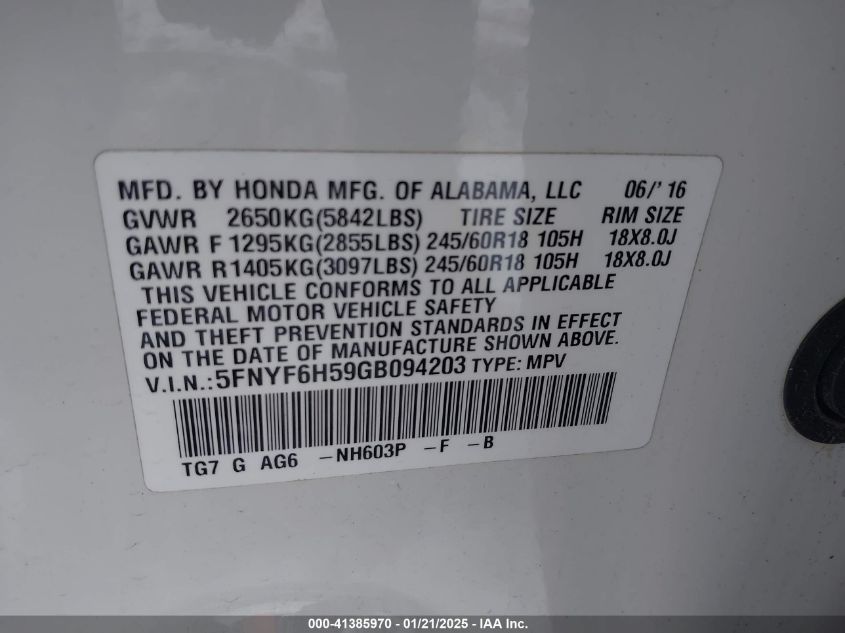 MFD. BY HONDA MFG. OF ALABAMA, LLC 06/'16
GVWR 2650KG(5842LBS) TIRE SIZE RIM SIZE
GAWR F 1295KG(2855LBS) 245/60R18 105H 18X8.0J
GAWR R 1405KG(3097LBS) 245/60R18 105H 18X8.0J
THIS VEHICLE CONFORMS TO ALL APPLICABLE
FEDERAL MOTOR VEHICLE SAFETY
AND THEFT PREVENTION STANDARDS IN EFFECT
ON THE DATE OF MANUFACTURE SHOWN ABOVE.
V.I.N.:5FNYF6H59GB094203 TYPE: MPV
TG7 G AG6 -NH603P -F -B
000-41385970 / 01/21/2025 - IAA Inc.